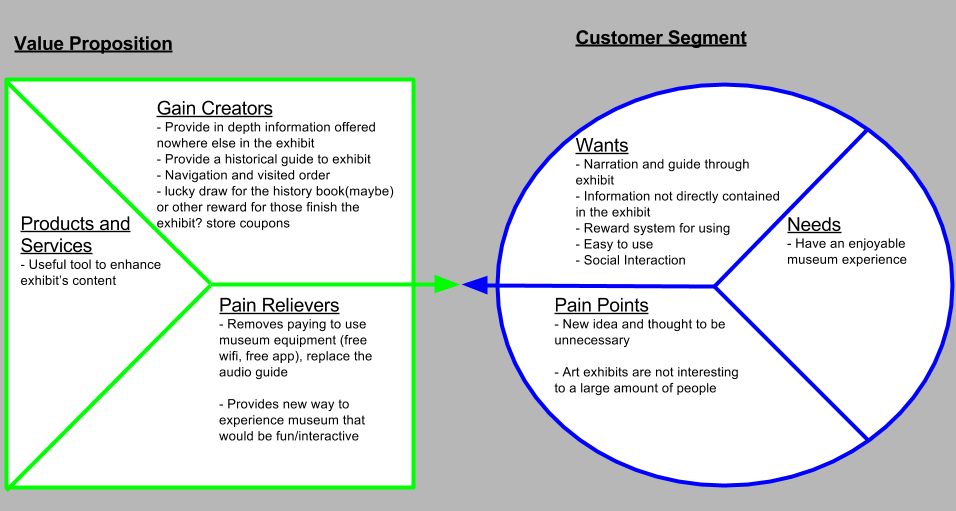 Value Proposition
Customer Segment
Gain Creators
- Provide in depth information offered
nowhere else in the exhibit
- Provide a historical guide to exhibit
- Navigation and visited order
- lucky draw for the history book(maybe)
or other reward for those finish the
exhibit? store coupons
Products and
Services
- Useful tool to enhance
exhibit's content
Pain Relievers
- Removes paying to use
museum equipment (free
wifi, free app), replace the
audio guide
- Provides new way to
experience museum that
would be fun/interactive
Wants
- Narration and guide through
exhibit
- Information not directly contained
in the exhibit
- Reward system for using
- Easy to use
- Social Interaction
Needs
- Have an enjoyable
museum experience
Pain Points
- New idea and thought to be
unnecessary
- Art exhibits are not interesting
to a large amount of people